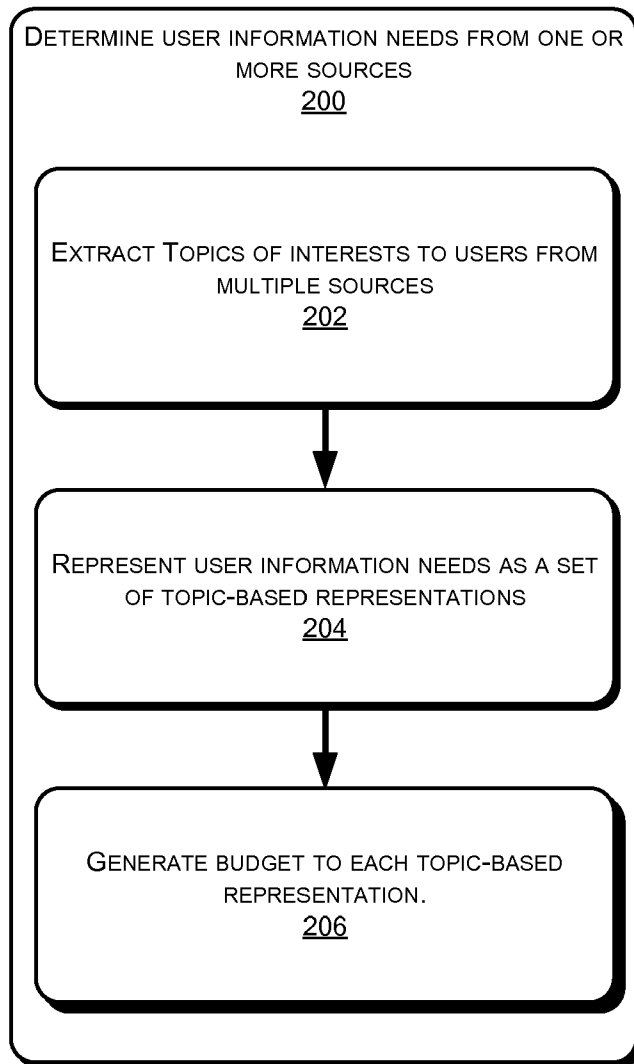 DETERMINE USER INFORMATION NEEDS FROM ONE OR
MORE SOURCES
200
EXTRACT TOPICS OF INTERESTS TO USERS FROM
MULTIPLE SOURCES
202
REPRESENT USER INFORMATION NEEDS AS A SET
OF TOPIC-BASED REPRESENTATIONS
204
GENERATE BUDGET TO EACH TOPIC-BASED
REPRESENTATION.
206